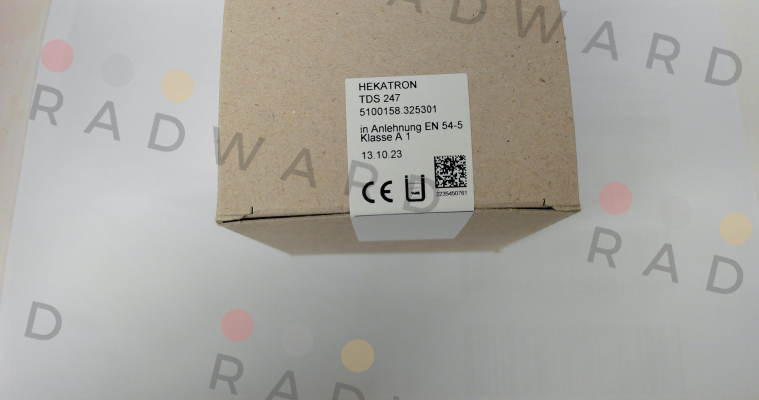 RADWARD
HEKATRON
TDS 247
5100158.325301
in Anlehnung EN 54-5
Klasse A 1
13.10.23
CE
2235450761
RADWARD
RAD
D
RAD